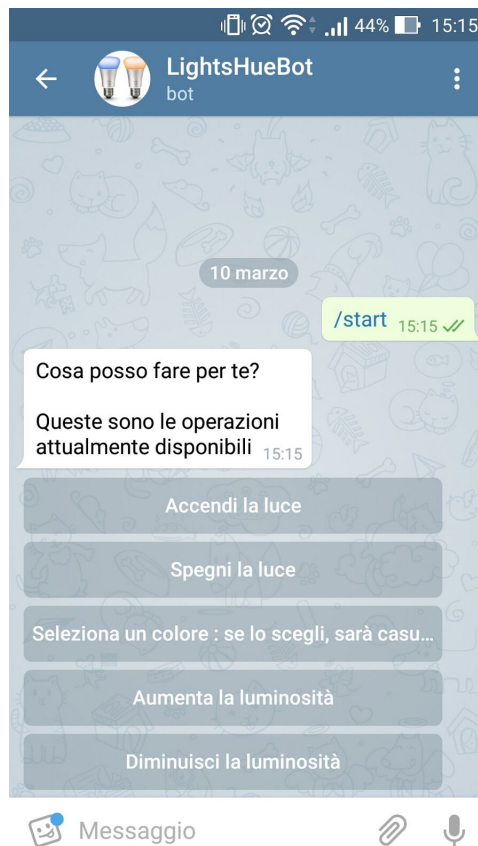 44% 15:15
LightsHueBot
bot
10 marzo
/start 15:15
Cosa posso fare per te?
Queste sono le operazioni
attualmente disponibili 15:15
Accendi la luce
Spegni la luce
Seleziona un colore : se lo scegli, sarà casu...
Aumenta la luminosità
Diminuisci la luminosità
Messaggio